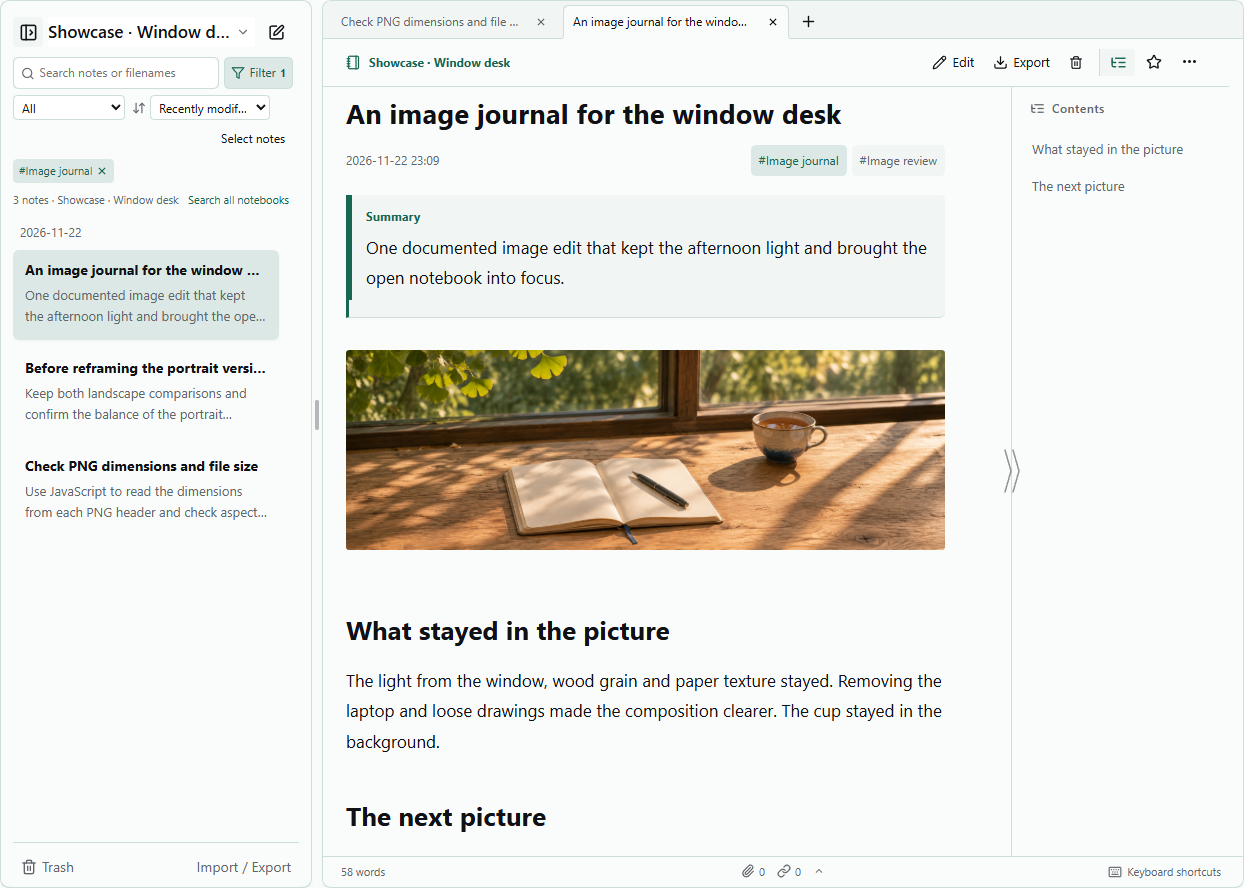 Showcase · Window d...
Search notes or filenames
Filter 1
All
Recently modif...
Select notes
#Image journal ×
3 notes · Showcase · Window desk Search all notebooks
2026-11-22
An image journal for the window ...
One documented image edit that kept
the afternoon light and brought the ope...
Before reframing the portrait versi...
Keep both landscape comparisons and
confirm the balance of the portrait...
Check PNG dimensions and file size
Use JavaScript to read the dimensions
from each PNG header and check aspect...
Trash
Import / Export
Check PNG dimensions and file ... ×
An image journal for the windo... ×
Showcase · Window desk
Edit
Export
An image journal for the window desk
2026-11-22 23:09
#Image journal
#Image review
Summary
One documented image edit that kept the afternoon light and brought the
open notebook into focus.
What stayed in the picture
The light from the window, wood grain and paper texture stayed. Removing the
laptop and loose drawings made the composition clearer. The cup stayed in the
background.
The next picture
Contents
What stayed in the picture
The next picture
58 words
0
0
Keyboard shortcuts